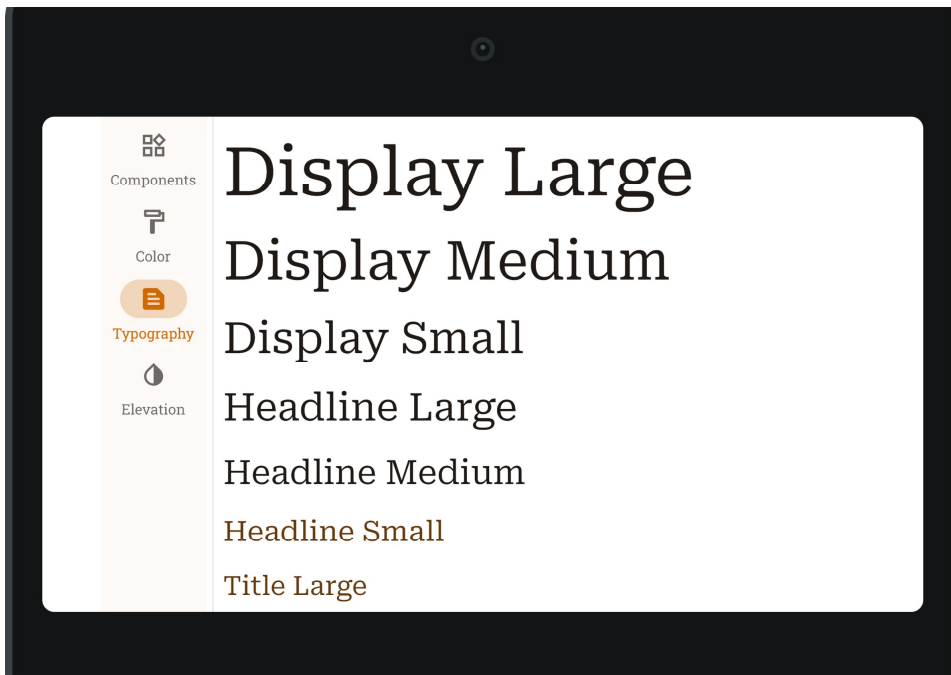 Components
Color
Typography
Elevation
Display Large
Display Medium
Display Small
Headline Large
Headline Medium
Headline Small
Title Large